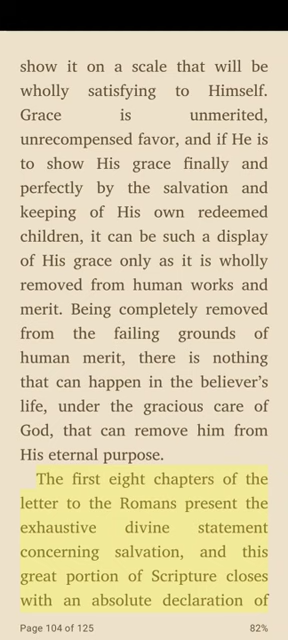 show it on a scale that will be
wholly satisfying to Himself.
Grace is unmerited,
unrecompensed favor, and if He is
to show His grace finally and
perfectly by the salvation and
keeping of His own redeemed
children, it can be such a display
of His grace only as it is wholly
removed from human works and
merit. Being completely removed
from the failing grounds of
human merit, there is nothing
that can happen in the believer's
life, under the gracious care of
God, that can remove him from
His eternal purpose.
The first eight chapters of the
letter to the Romans present the
exhaustive divine statement
concerning salvation, and this
great portion of Scripture closes
with an absolute declaration of
Page 104 of 125 82%